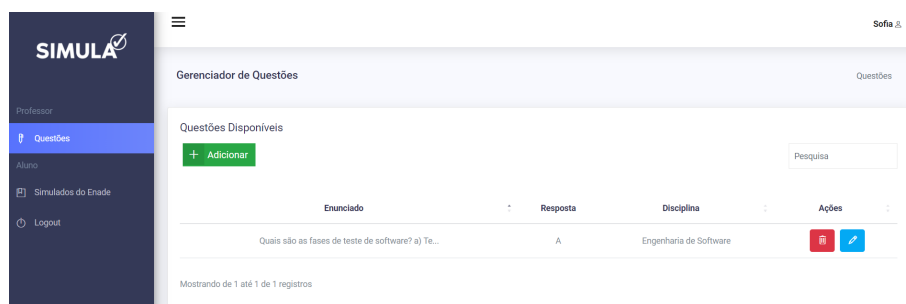 SIMULA
Sofia
Gerenciador de Questões
Questões
Professor
Questões
Aluno
Simulados do Enade
Logout
Questões Disponíveis
+ Adicionar
Pesquisa
Enunciado Resposta Disciplina Ações
Quais são as fases de teste de software? a) Te... A Engenharia de Software
Mostrando de 1 até 1 de 1 registros